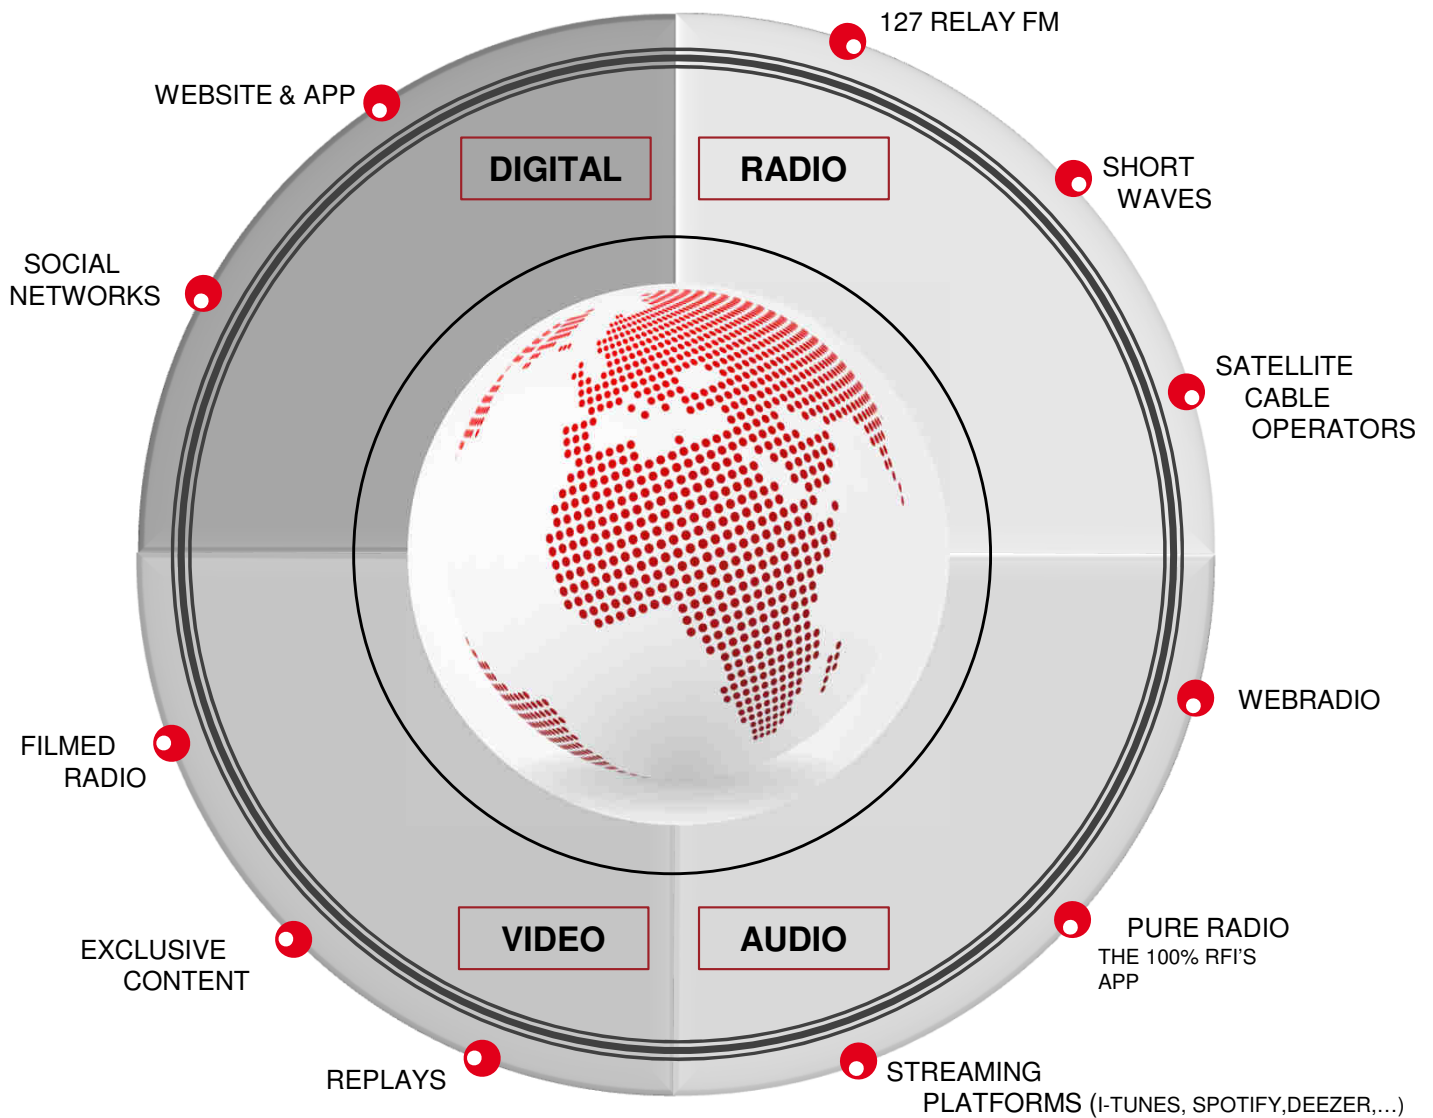 127 RELAY FM
WEBSITE & APP
DIGITAL
RADIO
SHORT
WAVES
SOCIAL
NETWORKS
SATELLITE
CABLE
OPERATORS
WEBRADIO
FILMED
RADIO
VIDEO
AUDIO
PURE RADIO
THE 100% RFI'S
APP
EXCLUSIVE
CONTENT
REPLAYS
STREAMING
PLATFORMS (I-TUNES, SPOTIFY,DEEZER,...)